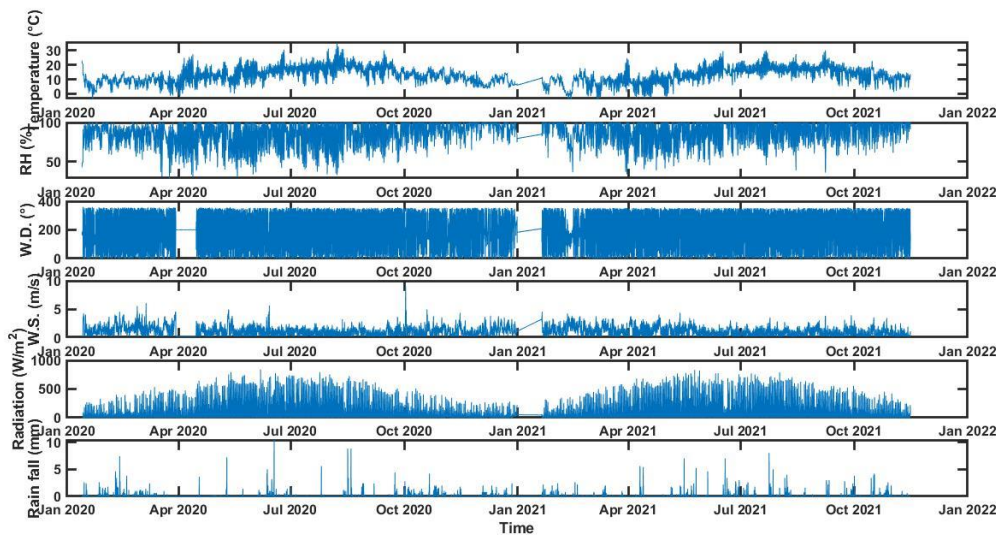 Temperature (°C)
30
20
10
0
Jan 2020 Apr 2020 Jul 2020 Oct 2020 Jan 2021 Apr 2021 Jul 2021 Oct 2021 Jan 2022
RH (%)
100
50
Jan 2020 Apr 2020 Jul 2020 Oct 2020 Jan 2021 Apr 2021 Jul 2021 Oct 2021 Jan 2022
W.D. (°)
400
200
0
Jan 2020 Apr 2020 Jul 2020 Oct 2020 Jan 2021 Apr 2021 Jul 2021 Oct 2021 Jan 2022
W.S. (m/s)
10
5
0
Jan 2020 Apr 2020 Jul 2020 Oct 2020 Jan 2021 Apr 2021 Jul 2021 Oct 2021 Jan 2022
Radiation (W/m²)
1000
500
0
Jan 2020 Apr 2020 Jul 2020 Oct 2020 Jan 2021 Apr 2021 Jul 2021 Oct 2021 Jan 2022
Rain fall (mm)
10
5
0
Jan 2020 Apr 2020 Jul 2020 Oct 2020 Jan 2021 Apr 2021 Jul 2021 Oct 2021 Jan 2022
Time